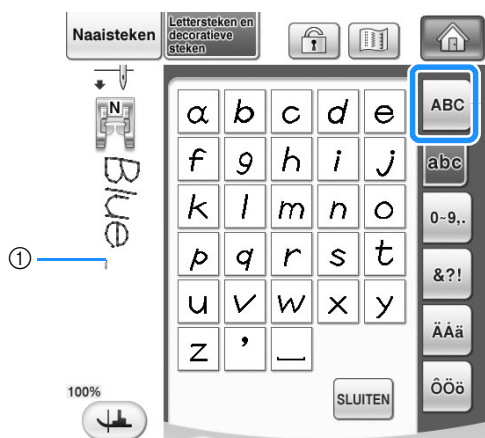 Naaisteken
Lettersteken en
decoratieve
steken
N
Blue
①
100%
a b c d e
f g h i j
k l m n o
p q r s t
u v w x y
z ’ _
SLUITEN
ABC
abc
0~9,.
&?!
ÄÅä
ÔÖö